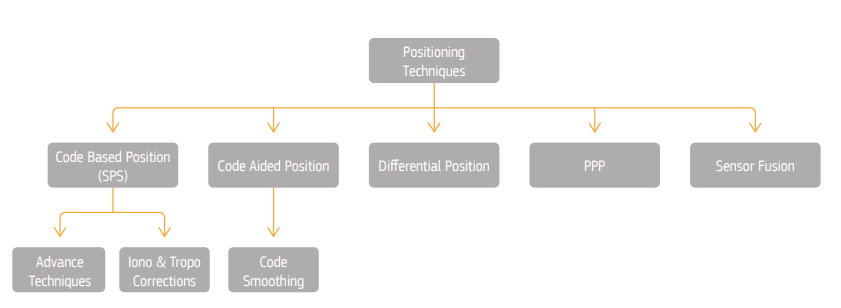 Positioning
Techniques
Code Based Position
(SPS)
Code Aided Position
Differential Position
PPP
Sensor Fusion
Advance
Techniques
Iono & Tropo
Corrections
Code
Smoothing